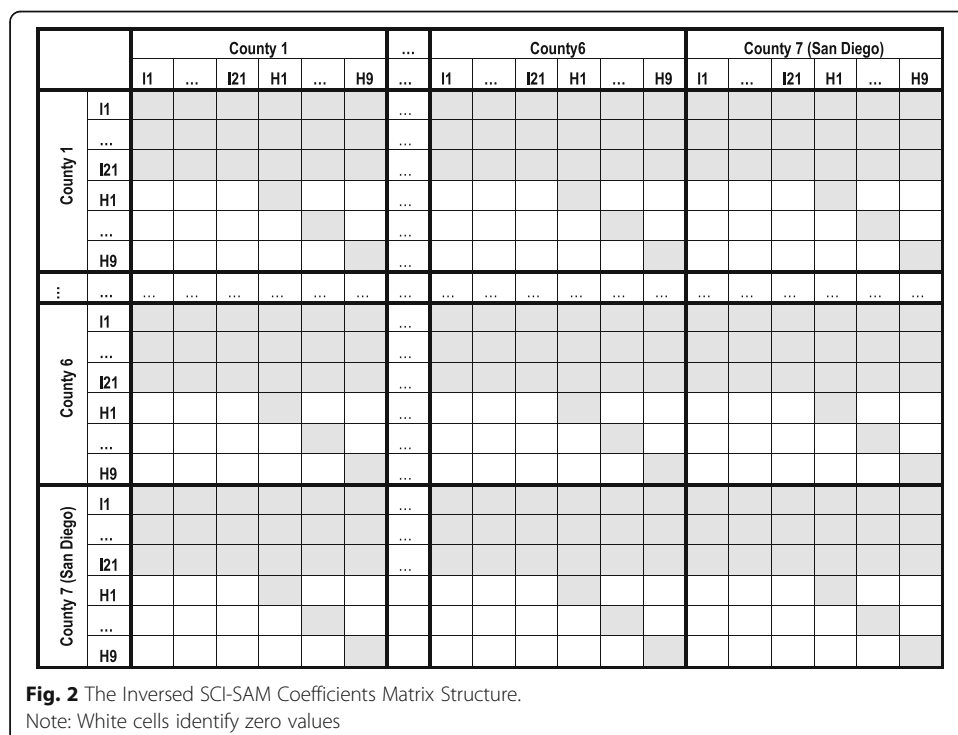 County 1 … County6 County 7 (San Diego)
I1 … I21 H1 … H9 … I1 … I21 H1 … H9 I1 … I21 H1 … H9
County 1
I1 …
… …
I21 …
H1 …
… …
H9 …
… … … … … … … … … … … … … … … … … … … … …
County 6
I1 …
… …
I21 …
H1 …
… …
H9 …
County 7 (San Diego)
I1 …
… …
I21 …
H1
…
H9
Fig. 2 The Inversed SCI-SAM Coefficients Matrix Structure.
Note: White cells identify zero values